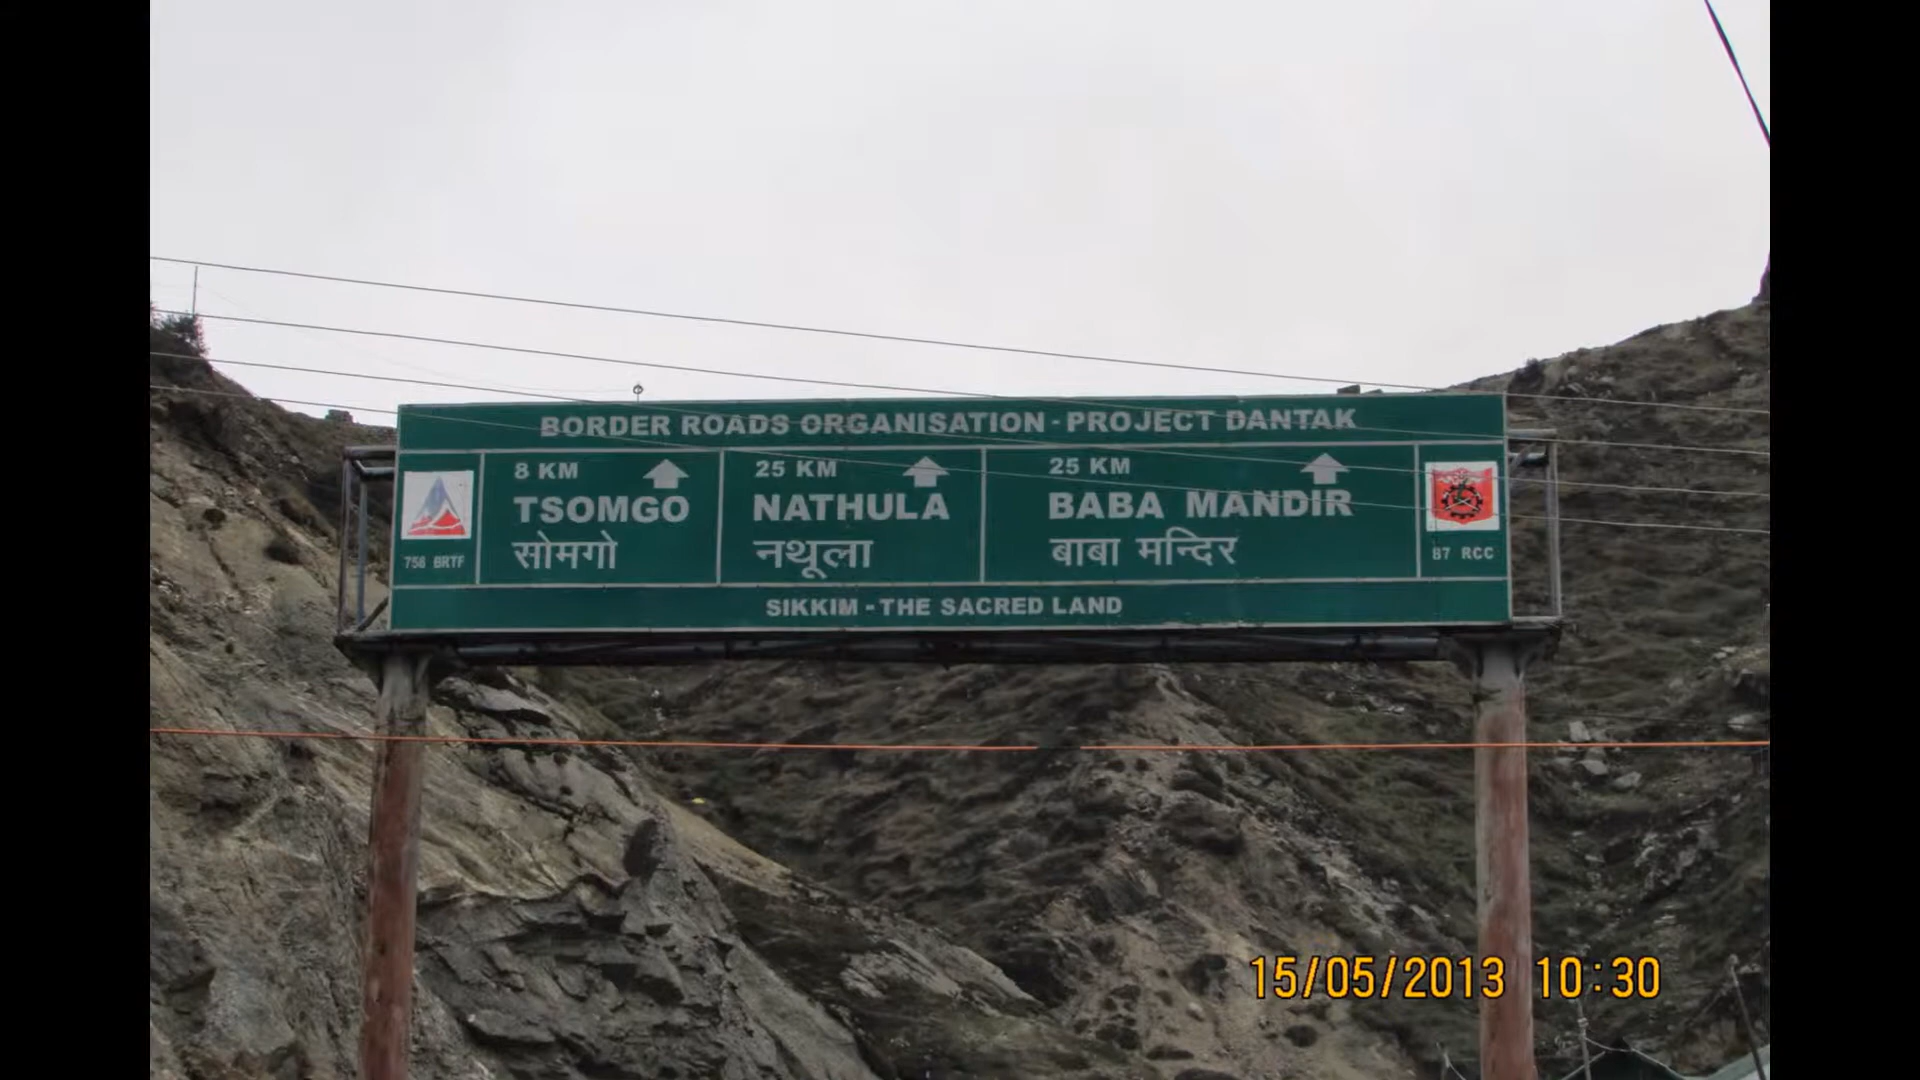 BORDER ROADS ORGANISATION - PROJECT DANTAK
8 KM
TSOMGO
सोमगो
25 KM
NATHULA
नथूला
25 KM
BABA MANDIR
बाबा मन्दिर
758 BRTF
87 RCC
SIKKIM - THE SACRED LAND
15/05/2013 10:30